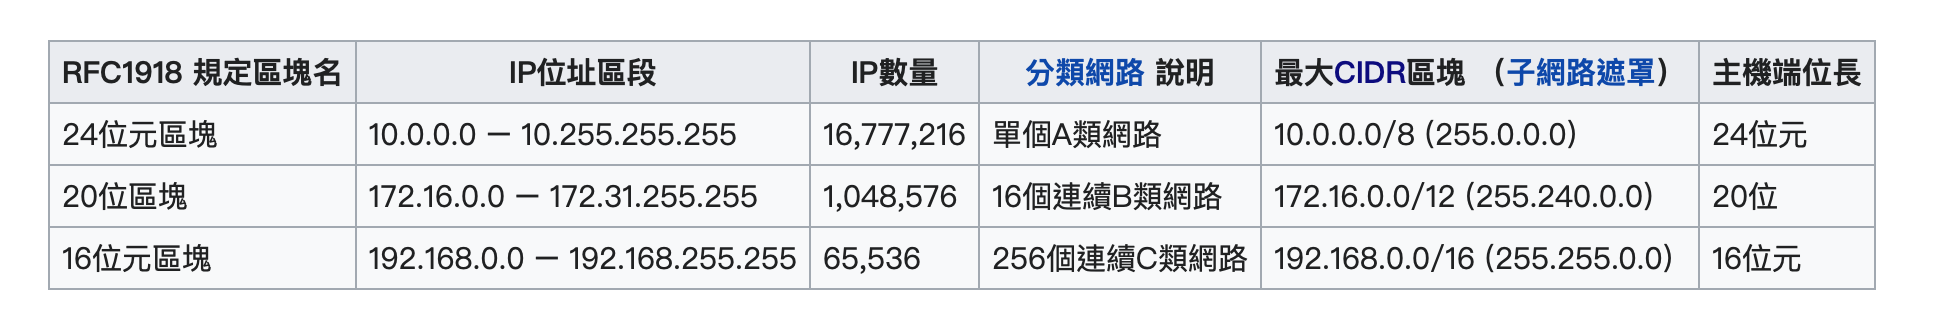 RFC1918 規定區塊名 IP位址區段 IP數量 分類網路 說明 最大CIDR區塊 （子網路遮罩） 主機端位長
24位元區塊 10.0.0.0 – 10.255.255.255 16,777,216 單個A類網路 10.0.0.0/8 (255.0.0.0) 24位元
20位區塊 172.16.0.0 – 172.31.255.255 1,048,576 16個連續B類網路 172.16.0.0/12 (255.240.0.0) 20位
16位元區塊 192.168.0.0 – 192.168.255.255 65,536 256個連續C類網路 192.168.0.0/16 (255.255.0.0) 16位元